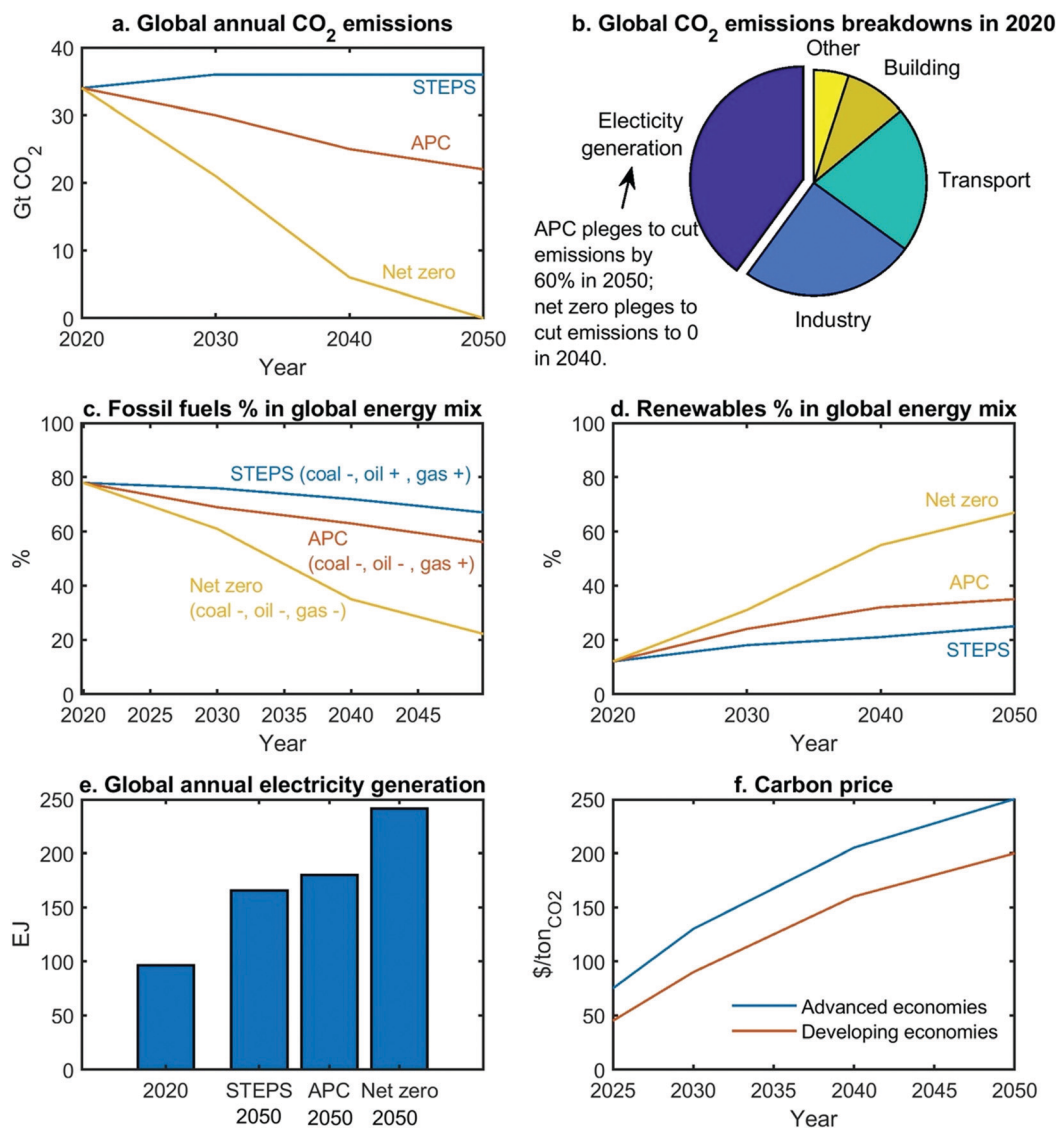 a. Global annual CO2 emissions
40
30
20
10
0
Gt CO2
STEPS
APC
Net zero
2020
2030
2040
2050
Year
b. Global CO2 emissions breakdowns in 2020
Other
Building
Electicity
generation
Transport
APC pleges to cut
emissions by
60% in 2050;
net zero pleges to
cut emissions to 0
in 2040.
Industry
c. Fossil fuels % in global energy mix
100
80
60
40
20
0
%
STEPS (coal -, oil + , gas +)
APC
(coal -, oil - , gas +)
Net zero
(coal -, oil -, gas -)
2020
2025
2030
2035
2040
2045
Year
d. Renewables % in global energy mix
100
80
60
40
20
0
%
Net zero
APC
STEPS
2020
2030
2040
2050
Year
e. Global annual electricity generation
250
200
150
100
50
0
EJ
2020
STEPS
2050
APC
2050
Net zero
2050
f. Carbon price
250
200
150
100
50
0
$/tonCO2
Advanced economies
Developing economies
2025
2030
2035
2040
2045
2050
Year